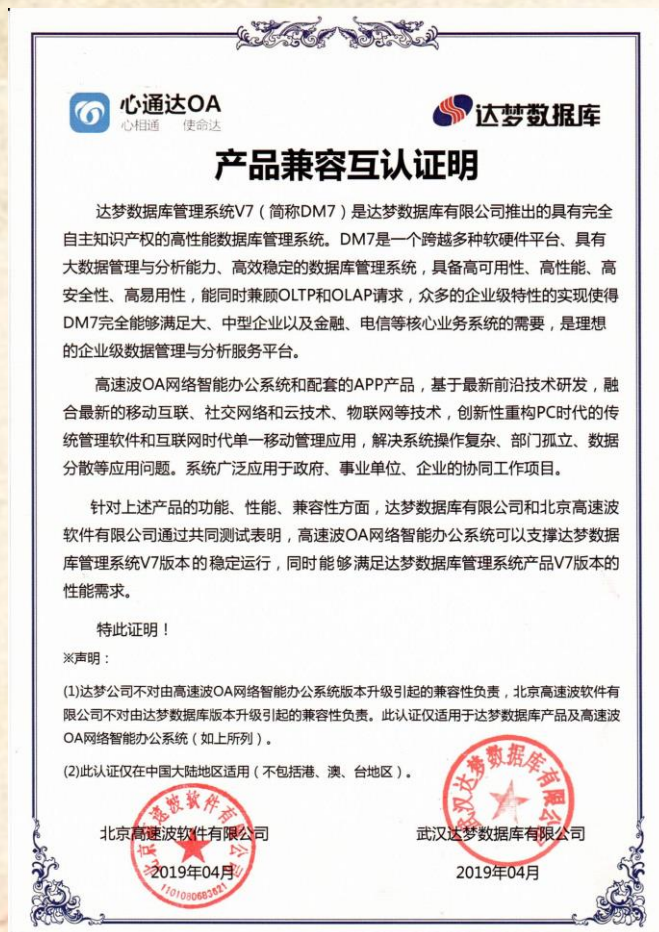 心通达OA
心相通 使命达
达梦数据库
产品兼容互认证明
达梦数据库管理系统V7（简称DM7）是达梦数据库有限公司推出的具有完全
自主知识产权的高性能数据库管理系统。DM7是一个跨越多种软硬件平台、具有
大数据管理与分析能力、高效稳定的数据库管理系统，具备高可用性、高性能、高
安全性、高易用性，能同时兼顾OLTP和OLAP请求，众多的企业级特性的实现使得
DM7完全能够满足大、中型企业以及金融、电信等核心业务系统的需要，是理想
的企业级数据管理与分析服务平台。
高速波OA网络智能办公系统和配套的APP产品，基于最新前沿技术研发，融
合最新的移动互联、社交网络和云技术、物联网等技术，创新性重构PC时代的传
统管理软件和互联网时代单一移动管理应用，解决系统操作复杂、部门孤立、数据
分散等应用问题。系统广泛应用于政府、事业单位、企业的协同工作项目。
针对上述产品的功能、性能、兼容性方面，达梦数据库有限公司和北京高速波
软件有限公司通过共同测试表明，高速波OA网络智能办公系统可以支撑达梦数据
库管理系统V7版本的稳定运行，同时能够满足达梦数据库管理系统产品V7版本的
性能需求。
特此证明！
※声明：
(1)达梦公司不对由高速波OA网络智能办公系统版本升级引起的兼容性负责，北京高速波软件有
限公司不对由达梦数据库版本升级引起的兼容性负责。此认证仅适用于达梦数据库产品及高速波
OA网络智能办公系统（如上所列）。
(2)此认证仅在中国大陆地区适用（不包括港、澳、台地区）。
北京高速波软件有限公司
武汉达梦数据库有限公司
2019年04月
2019年04月
北京高速波软件有限公司
1101080683621
武汉达梦数据库有限公司